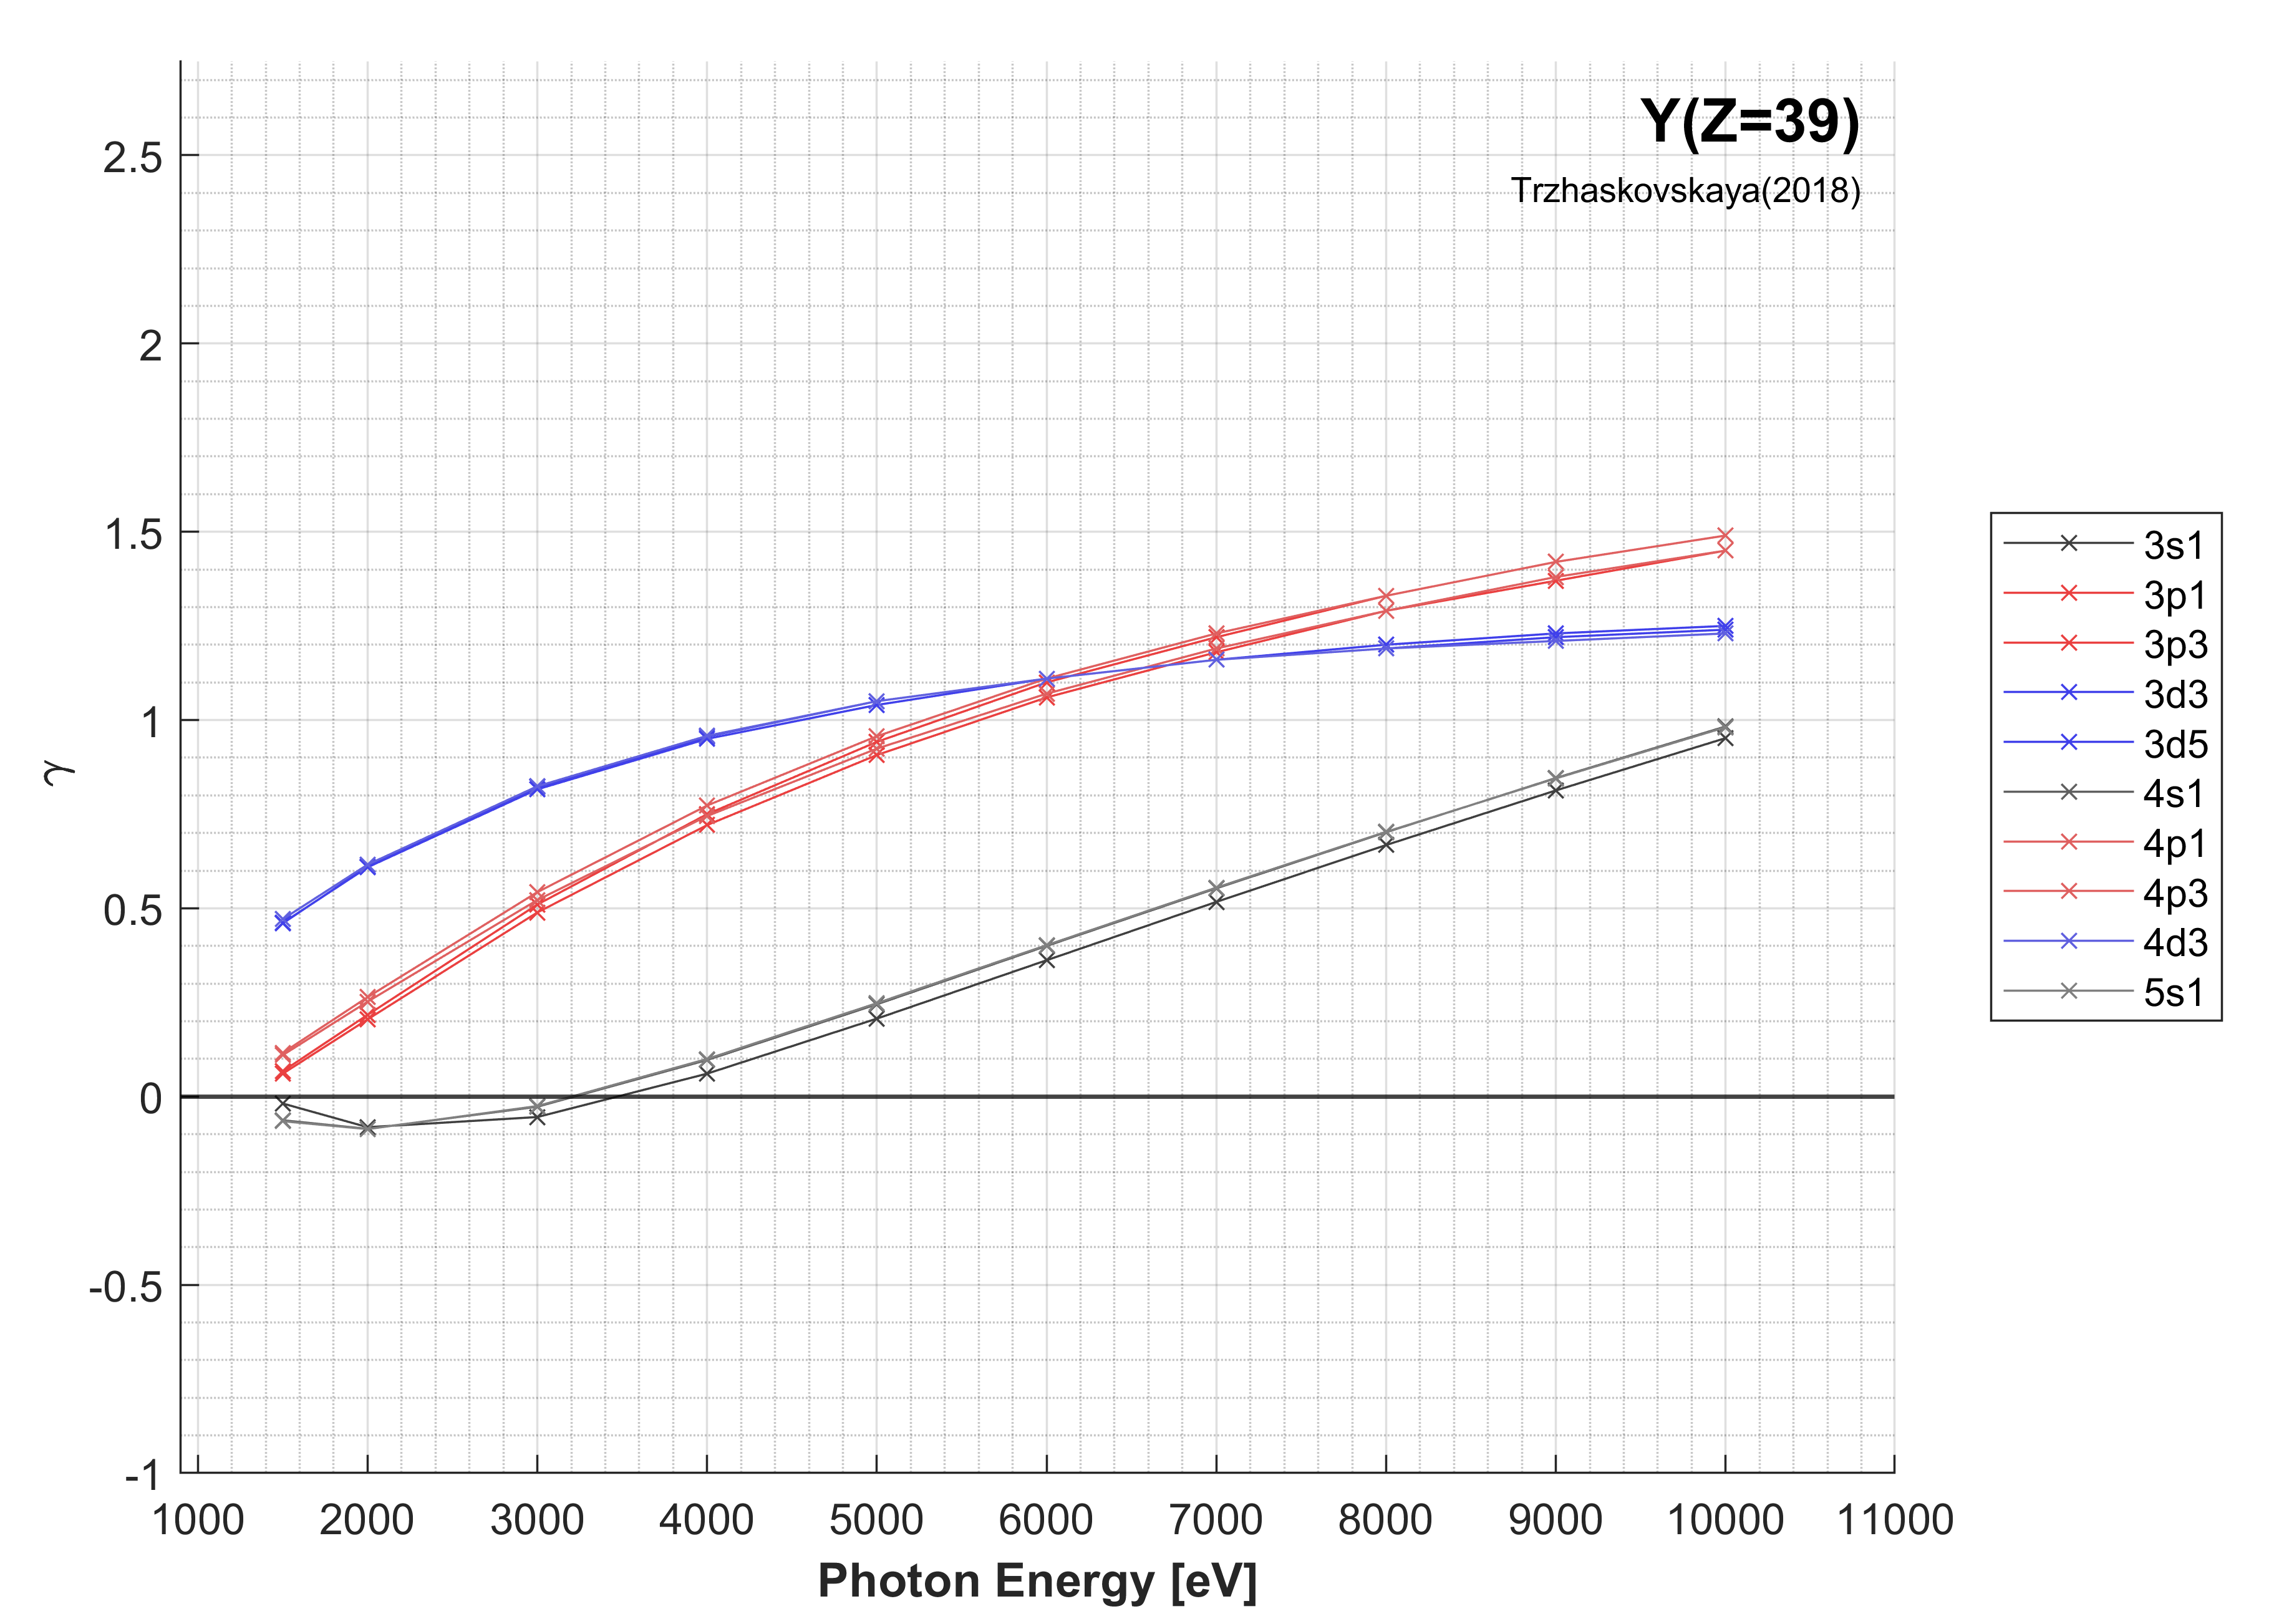 Y(Z=39)
Trzhaskovskaya(2018)
2.5
2
1.5
1
0.5
0
-0.5
-1
γ
1000 2000 3000 4000 5000 6000 7000 8000 9000 10000 11000
Photon Energy [eV]
3s1
3p1
3p3
3d3
3d5
4s1
4p1
4p3
4d3
5s1